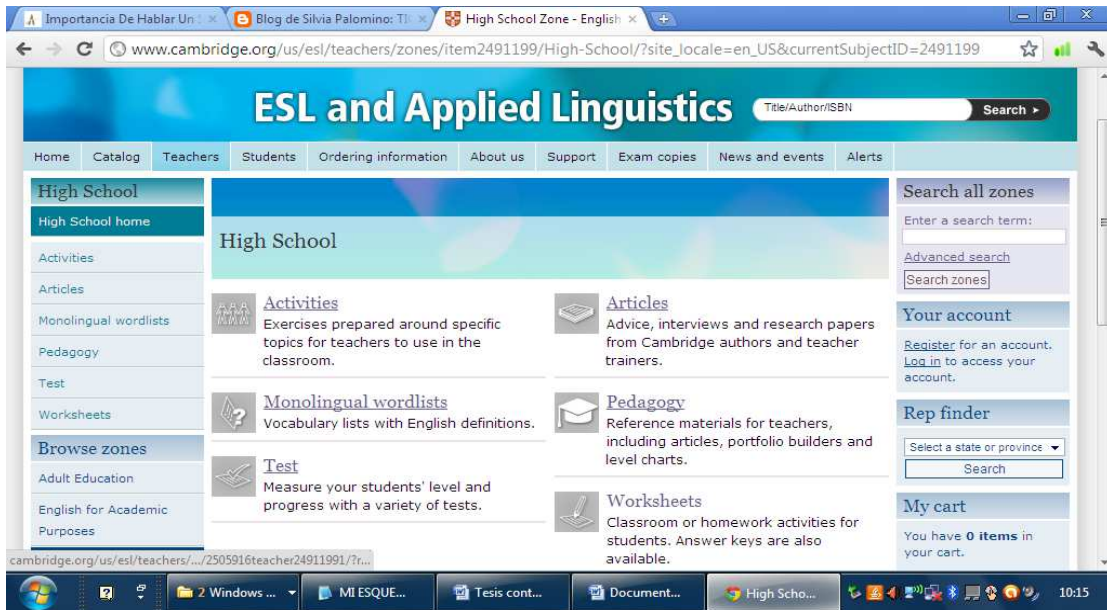 Importancia De Hablar Un
Blog de Silvia Palomino: TI
High School Zone - English
www.cambridge.org/us/esl/teachers/zones/item2491199/High-School/?site_locale=en_US&currentSubjectID=2491199
ESL and Applied Linguistics
Title/Author/ISBN
Search
Home Catalog Teachers Students Ordering information About us Support Exam copies News and events Alerts
High School
High School home
Activities
Articles
Monolingual wordlists
Pedagogy
Test
Worksheets
Browse zones
Adult Education
English for Academic
Purposes
High School
Activities
Exercises prepared around specific
topics for teachers to use in the
classroom.
Monolingual wordlists
Vocabulary lists with English definitions.
Test
Measure your students' level and
progress with a variety of tests.
Articles
Advice, interviews and research papers
from Cambridge authors and teacher
trainers.
Pedagogy
Reference materials for teachers,
including articles, portfolio builders and
level charts.
Worksheets
Classroom or homework activities for
students. Answer keys are also
available.
Search all zones
Enter a search term:
Advanced search
Search zones
Your account
Register for an account.
Log in to access your
account.
Rep finder
Select a state or province
Search
My cart
You have 0 items in
your cart.
cambridge.org/us/esl/teachers/.../2505916teacher24911991/?r...
2 Windows ... MI ESQUE... Tesis cont... Document... High Scho... 10:15